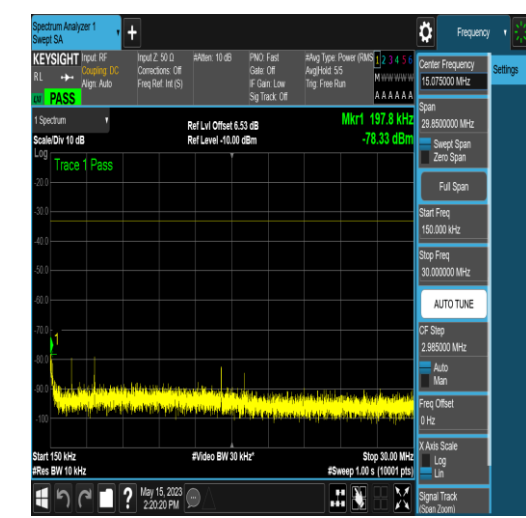 Spectrum Analyzer 1
Swept SA
Frequency
KEYSIGHT
RL
PASS
Input: RF
Coupling: DC
Align: Auto
Input Z: 50 Ω
Corrections: Off
Freq Ref: Int (S)
#Atten: 10 dB
PNO: Fast
Gate: Off
IF Gain: Low
Sig Track: Off
#Avg Type: Power (RMS
Avg|Hold: 5/5
Trig: Free Run
1 2 3 4 5 6
M W W W W W
A A A A A A
1 Spectrum
Scale/Div 10 dB
Ref Lvl Offset 6.53 dB
Ref Level -10.00 dBm
Mkr1 197.8 kHz
-78.33 dBm
Log
Trace 1 Pass
-20.0
-30.0
-40.0
-50.0
-60.0
-70.0
1
-80.0
-90.0
-100
Start 150 kHz
#Res BW 10 kHz
#Video BW 30 kHz*
Stop 30.00 MHz
#Sweep 1.00 s (10001 pts)
May 15, 2023
2:20:20 PM
?
Settings
Center Frequency
15.075000 MHz
Span
29.8500000 MHz
Swept Span
Zero Span
Full Span
Start Freq
150.000 kHz
Stop Freq
30.000000 MHz
AUTO TUNE
CF Step
2.985000 MHz
Auto
Man
Freq Offset
0 Hz
X Axis Scale
Log
Lin
Signal Track
(Span Zoom)